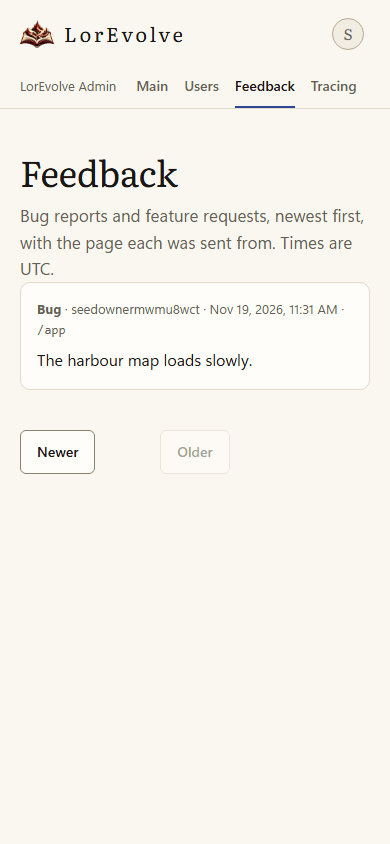 LorEvolve
S
LorEvolve Admin Main Users Feedback Tracing
Feedback
Bug reports and feature requests, newest first,
with the page each was sent from. Times are
UTC.
Bug · seedownermwmu8wct · Nov 19, 2026, 11:31 AM ·
/app
The harbour map loads slowly.
Newer Older